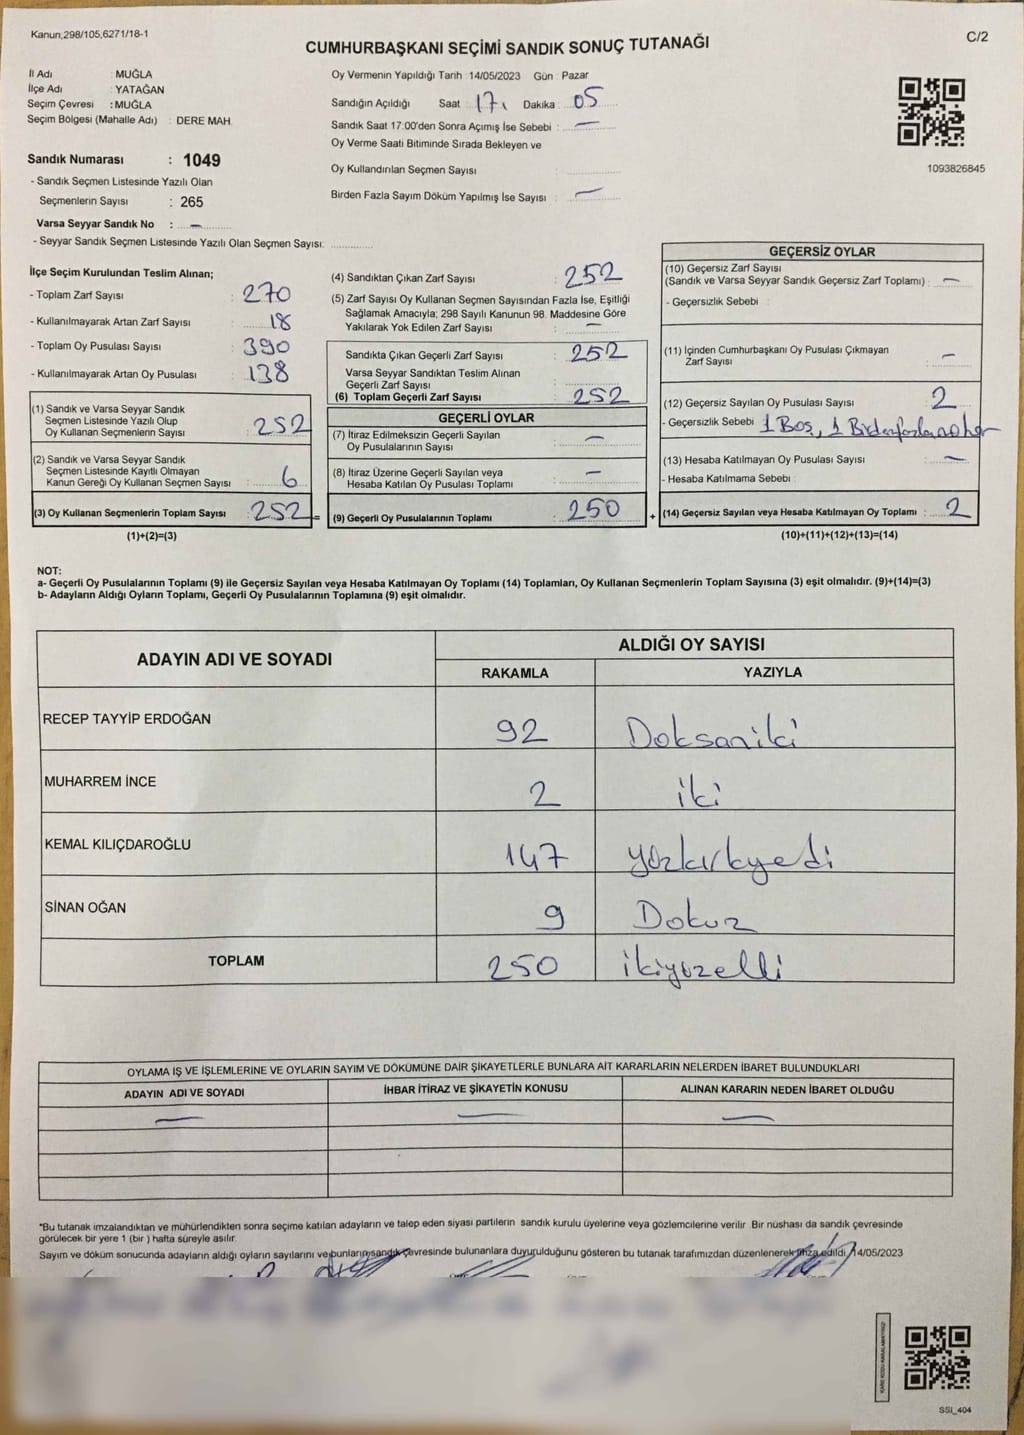 Kanun,298/105,6271/18-1
C/2
CUMHURBAŞKANI SEÇİMİ SANDIK SONUÇ TUTANAĞI
İl Adı : MUĞLA
İlçe Adı : YATAĞAN
Seçim Çevresi : MUĞLA
Seçim Bölgesi (Mahalle Adı) : DERE MAH.
Sandık Numarası : 1049
- Sandık Seçmen Listesinde Yazılı Olan
Seçmenlerin Sayısı : 265
Varsa Seyyar Sandık No : —
- Seyyar Sandık Seçmen Listesinde Yazılı Olan Seçmen Sayısı:
Oy Vermenin Yapıldığı Tarih :14/05/2023 Gün : Pazar
Sandığın Açıldığı Saat : 17 Dakika : 05
Sandık Saat 17:00'den Sonra Açımış İse Sebebi : —
Oy Verme Saati Bitiminde Sırada Bekleyen ve
Oy Kullandırılan Seçmen Sayısı :
Birden Fazla Sayım Döküm Yapılmış İse Sayısı : —
1093826845
İlçe Seçim Kurulundan Teslim Alınan;
- Toplam Zarf Sayısı : 270
- Kullanılmayarak Artan Zarf Sayısı : 18
- Toplam Oy Pusulası Sayısı : 390
- Kullanılmayarak Artan Oy Pusulası : 138
(1) Sandık ve Varsa Seyyar Sandık
Seçmen Listesinde Yazılı Olup
Oy Kullanan Seçmenlerin Sayısı : 252
(2) Sandık ve Varsa Seyyar Sandık
Seçmen Listesinde Kayıtlı Olmayan
Kanun Gereği Oy Kullanan Seçmen Sayısı : 6
(3) Oy Kullanan Seçmenlerin Toplam Sayısı : 252 =
(1)+(2)=(3)
(4) Sandıktan Çıkan Zarf Sayısı : 252
(5) Zarf Sayısı Oy Kullanan Seçmen Sayısından Fazla İse, Eşitliği
Sağlamak Amacıyla; 298 Sayılı Kanunun 98. Maddesine Göre
Yakılarak Yok Edilen Zarf Sayısı : —
Sandıkta Çıkan Geçerli Zarf Sayısı : 252
Varsa Seyyar Sandıktan Teslim Alınan
Geçerli Zarf Sayısı :
(6) Toplam Geçerli Zarf Sayısı : 252
GEÇERLİ OYLAR
(7) İtiraz Edilmeksizin Geçerli Sayılan
Oy Pusulalarının Sayısı : —
(8) İtiraz Üzerine Geçerli Sayılan veya
Hesaba Katılan Oy Pusulası Toplamı : —
(9) Geçerli Oy Pusulalarının Toplamı : 250 +
GEÇERSİZ OYLAR
(10) Geçersiz Zarf Sayısı
(Sandık ve Varsa Seyyar Sandık Geçersiz Zarf Toplamı) : —
- Geçersizlik Sebebi :
(11) İçinden Cumhurbaşkanı Oy Pusulası Çıkmayan
Zarf Sayısı : —
(12) Geçersiz Sayılan Oy Pusulası Sayısı : 2
- Geçersizlik Sebebi : 1 Boş, 1 Birdenfazla
(13) Hesaba Katılmayan Oy Pusulası Sayısı : —
- Hesaba Katılmama Sebebi :
(14) Geçersiz Sayılan veya Hesaba Katılmayan Oy Toplamı : 2
(10)+(11)+(12)+(13)=(14)
NOT:
a- Geçerli Oy Pusulalarının Toplamı (9) ile Geçersiz Sayılan veya Hesaba Katılmayan Oy Toplamı (14) Toplamları, Oy Kullanan Seçmenlerin Toplam Sayısına (3) eşit olmalıdır. (9)+(14)=(3)
b- Adayların Aldığı Oyların Toplamı, Geçerli Oy Pusulalarının Toplamına (9) eşit olmalıdır.
ADAYIN ADI VE SOYADI
ALDIĞI OY SAYISI
RAKAMLA YAZIYLA
RECEP TAYYİP ERDOĞAN 92 Doksaniki
MUHARREM İNCE 2 iki
KEMAL KILIÇDAROĞLU 147 yüzkırkyedi
SİNAN OĞAN 9 Dokuz
TOPLAM 250 ikiyüzelli
OYLAMA İŞ VE İŞLEMLERİNE VE OYLARIN SAYIM VE DÖKÜMÜNE DAİR ŞİKAYETLERLE BUNLARA AİT KARARLARIN NELERDEN İBARET BULUNDUKLARI
ADAYIN ADI VE SOYADI İHBAR İTİRAZ VE ŞİKAYETİN KONUSU ALINAN KARARIN NEDEN İBARET OLDUĞU
— — —
*Bu tutanak imzalandıktan ve mühürlendikten sonra seçime katılan adayların ve talep eden siyasi partilerin sandık kurulu üyelerine veya gözlemcilerine verilir. Bir nüshası da sandık çevresinde
görülecek bir yere 1 (bir ) hafta süreyle asılır.
Sayım ve döküm sonucunda adayların aldığı oyların sayılarını ve bunların sandık çevresinde bulunanlara duyurulduğunu gösteren bu tutanak tarafımızdan düzenlenerek imza edildi. 14/05/2023
SSI_404